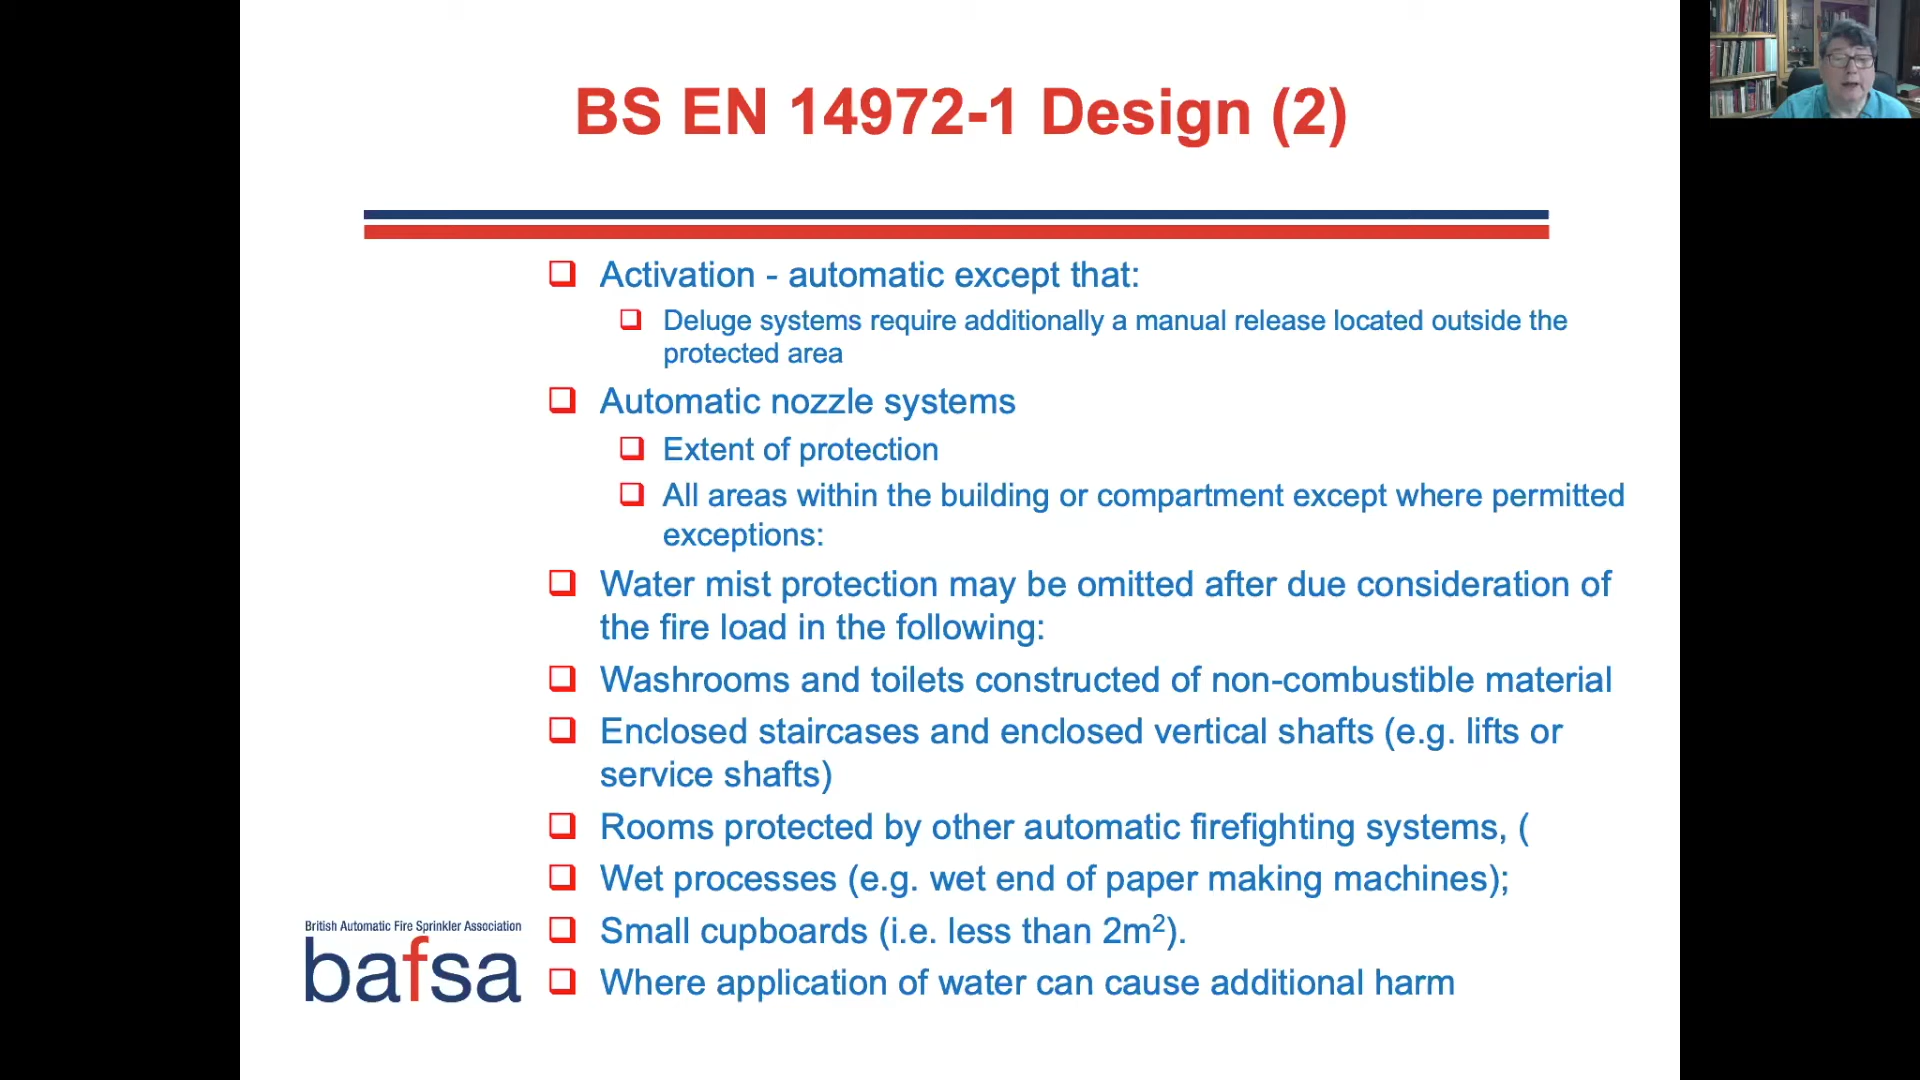 BS EN 14972-1 Design (2)
Activation - automatic except that:
Deluge systems require additionally a manual release located outside the
protected area
Automatic nozzle systems
Extent of protection
All areas within the building or compartment except where permitted
exceptions:
Water mist protection may be omitted after due consideration of
the fire load in the following:
Washrooms and toilets constructed of non-combustible material
Enclosed staircases and enclosed vertical shafts (e.g. lifts or
service shafts)
Rooms protected by other automatic firefighting systems, (
Wet processes (e.g. wet end of paper making machines);
Small cupboards (i.e. less than 2m²).
Where application of water can cause additional harm
British Automatic Fire Sprinkler Association
bafsa